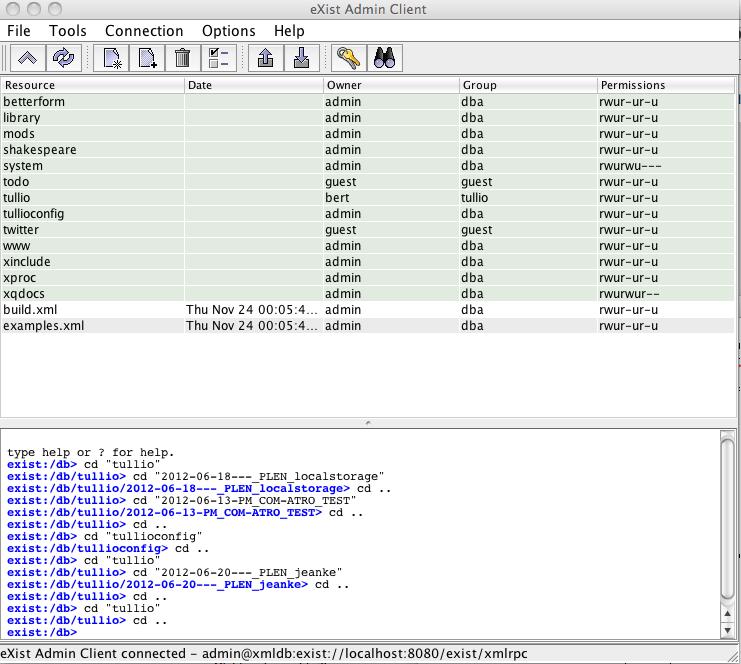 eXist Admin Client
File Tools Connection Options Help
Resource Date Owner Group Permissions
betterform admin dba rwur-ur-u
library admin dba rwur-ur-u
mods admin dba rwur-ur-u
shakespeare admin dba rwur-ur-u
system admin dba rwurwu---
todo guest guest rwur-ur-u
tullio bert tullio rwur-ur-u
tullioconfig admin dba rwur-ur-u
twitter guest guest rwur-ur-u
www admin dba rwur-ur-u
xinclude admin dba rwur-ur-u
xproc admin dba rwur-ur-u
xqdocs admin dba rwurwur--
build.xml Thu Nov 24 00:05:4... admin dba rwur-ur-u
examples.xml Thu Nov 24 00:05:4... admin dba rwur-ur-u
type help or ? for help.
exist:/db> cd "tullio"
exist:/db/tullio> cd "2012-06-18---_PLEN_localstorage"
exist:/db/tullio/2012-06-18---_PLEN_localstorage> cd ..
exist:/db/tullio> cd "2012-06-13-PM_COM-ATRO_TEST"
exist:/db/tullio/2012-06-13-PM_COM-ATRO_TEST> cd ..
exist:/db/tullio> cd ..
exist:/db> cd "tullioconfig"
exist:/db/tullioconfig> cd ..
exist:/db> cd "tullio"
exist:/db/tullio> cd "2012-06-20---_PLEN_jeanke"
exist:/db/tullio/2012-06-20---_PLEN_jeanke> cd ..
exist:/db/tullio> cd ..
exist:/db> cd "tullio"
exist:/db/tullio> cd ..
exist:/db>
eXist Admin Client connected - admin@xmldb:exist://localhost:8080/exist/xmlrpc